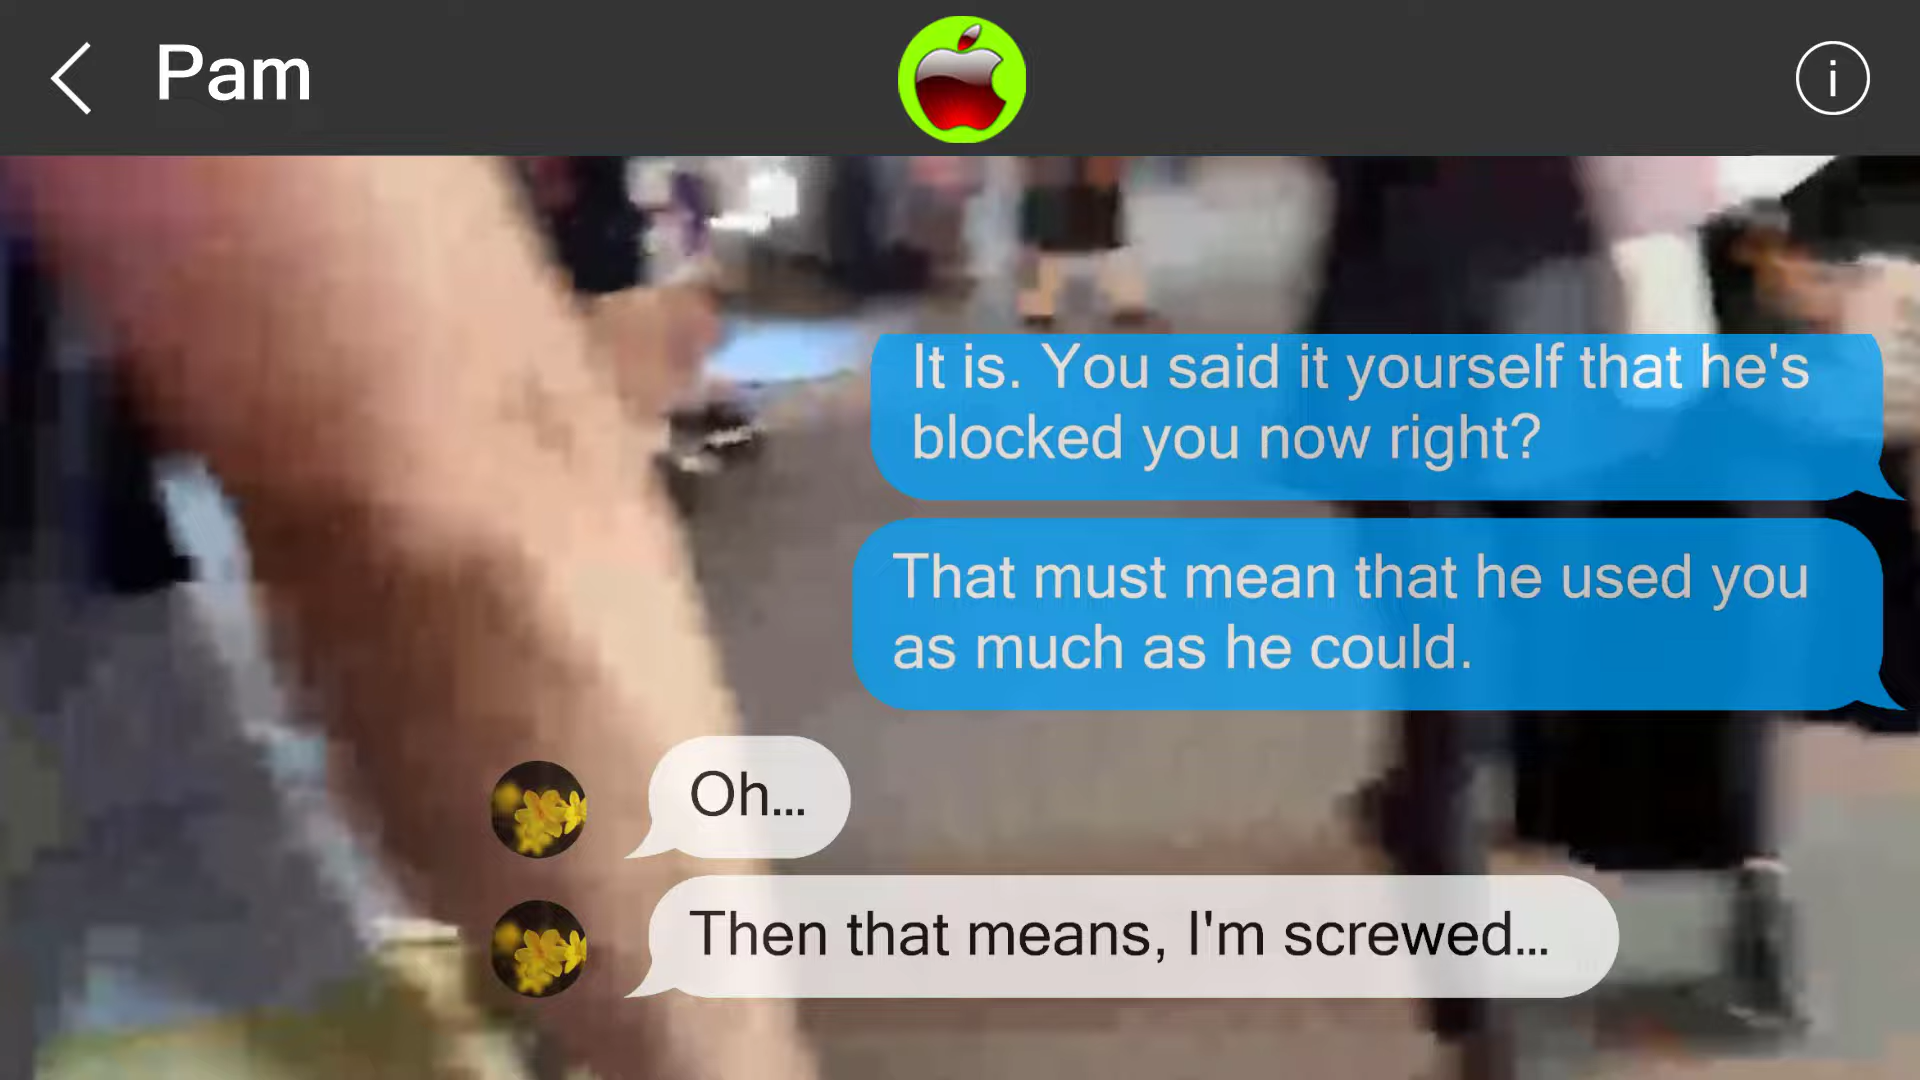 Pam
i
It is. You said it yourself that he's
blocked you now right?
That must mean that he used you
as much as he could.
Oh...
Then that means, I'm screwed...